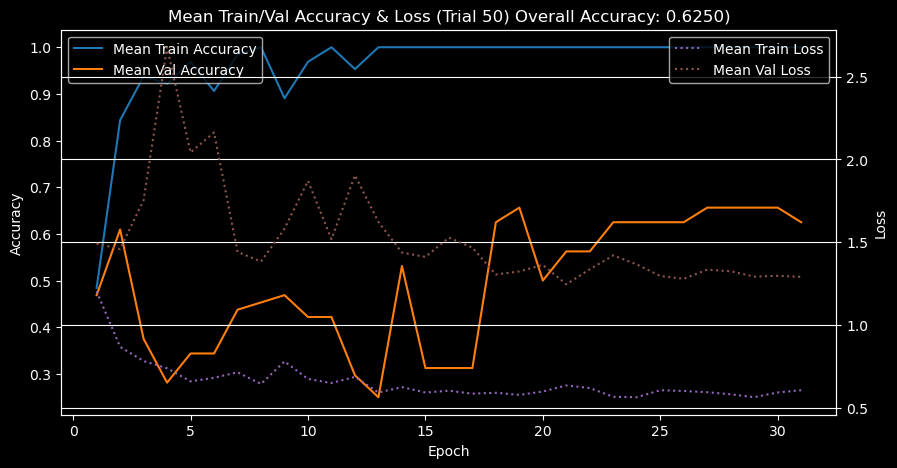 Mean Train/Val Accuracy & Loss (Trial 50) Overall Accuracy: 0.6250)
Mean Train Accuracy
Mean Val Accuracy
Mean Train Loss
Mean Val Loss
Accuracy
1.0
0.9
0.8
0.7
0.6
0.5
0.4
0.3
2.5
2.0
1.5
1.0
0.5
Loss
0 5 10 15 20 25 30
Epoch